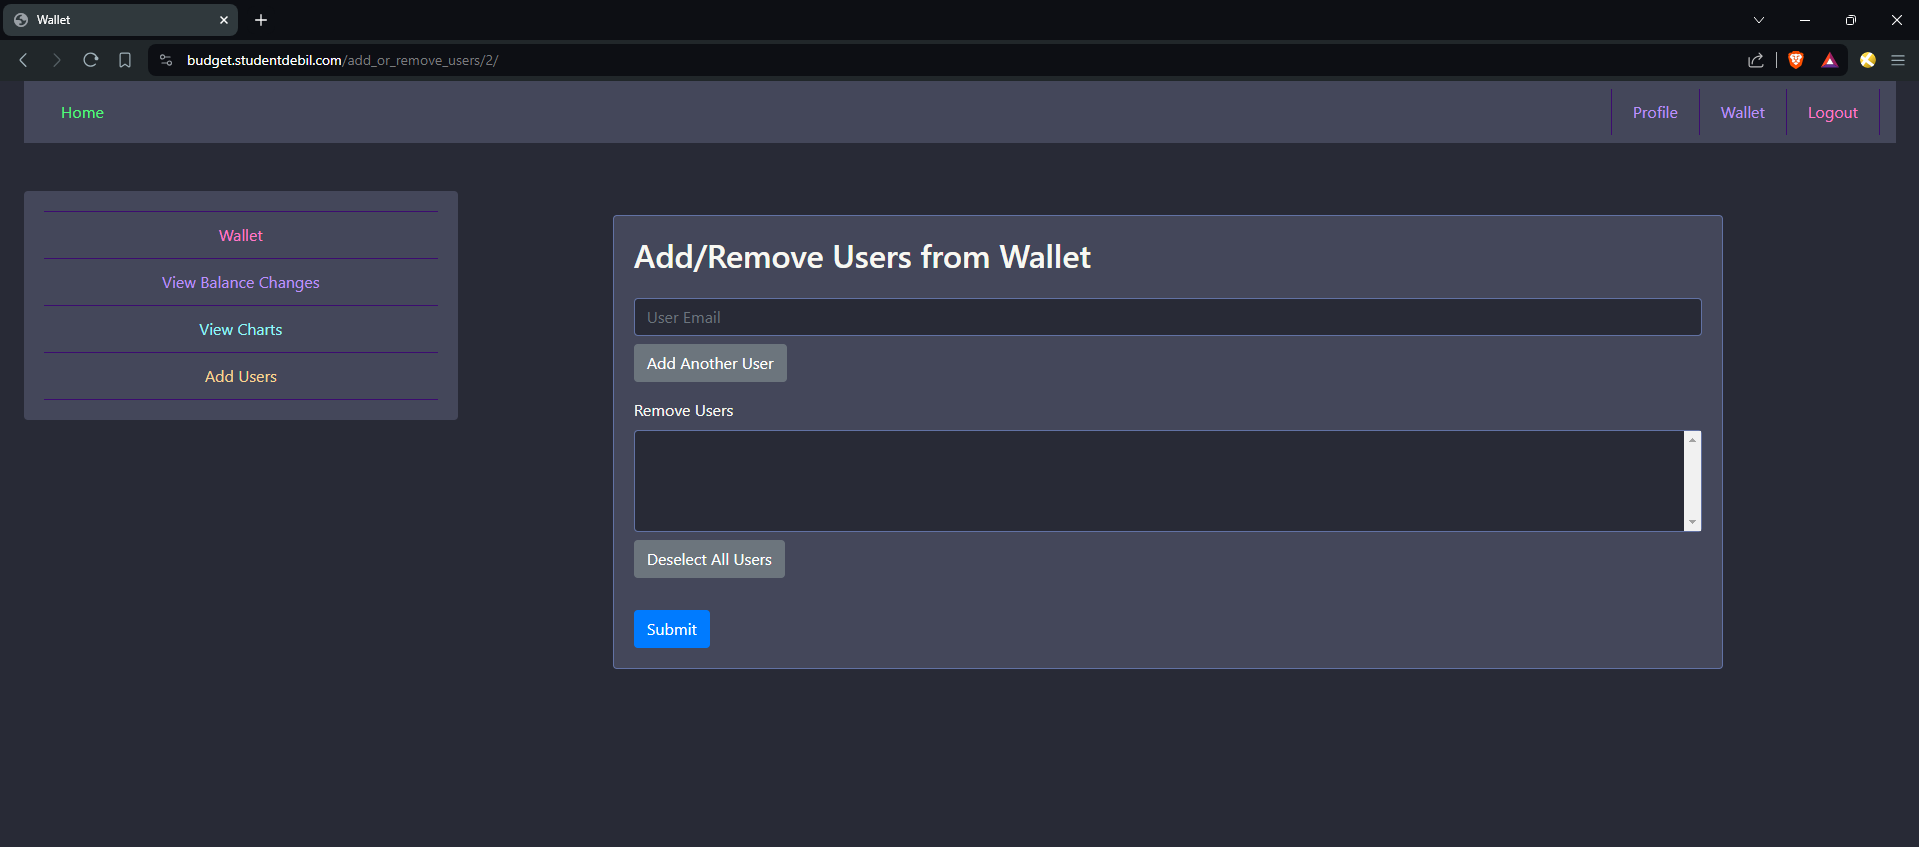 Wallet
budget.studentdebil.com/add_or_remove_users/2/
Home
Profile
Wallet
Logout
Wallet
View Balance Changes
View Charts
Add Users
Add/Remove Users from Wallet
User Email
Add Another User
Remove Users
Deselect All Users
Submit